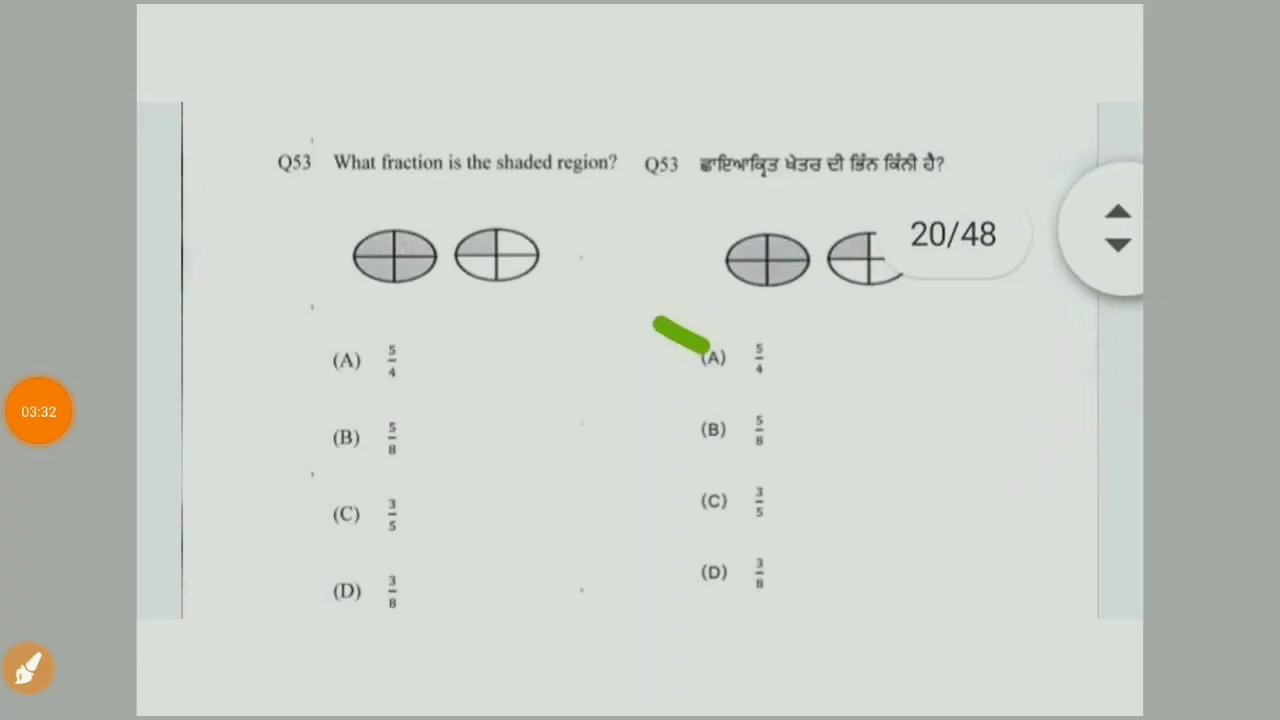 Q53 What fraction is the shaded region?
(A) 5/4
(B) 5/8
(C) 3/5
(D) 3/8
Q53 ਛਾਇਆਕ੍ਰਿਤ ਖੇਤਰ ਦੀ ਭਿੰਨ ਕਿੰਨੀ ਹੈ?
(A) 5/4
(B) 5/8
(C) 3/5
(D) 3/8
20/48
03:32